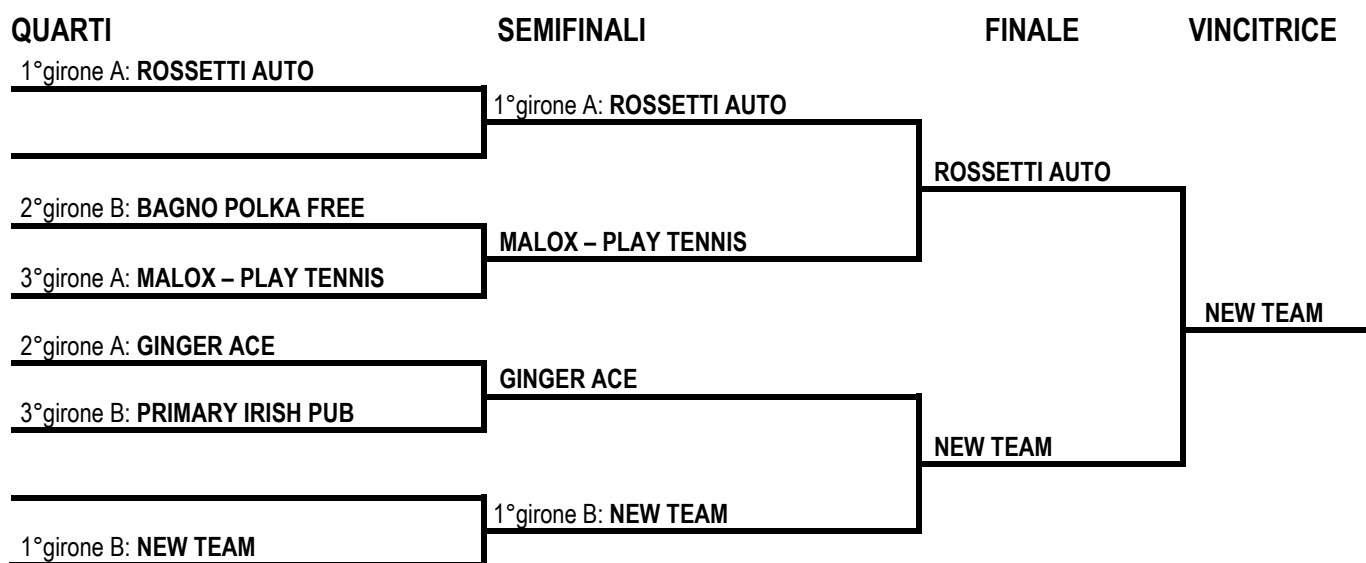 QUARTI SEMIFINALI FINALE VINCITRICE
1°girone A: ROSSETTI AUTO
1°girone A: ROSSETTI AUTO
ROSSETTI AUTO
2°girone B: BAGNO POLKA FREE
MALOX – PLAY TENNIS
3°girone A: MALOX – PLAY TENNIS
NEW TEAM
2°girone A: GINGER ACE
GINGER ACE
3°girone B: PRIMARY IRISH PUB
NEW TEAM
1°girone B: NEW TEAM
1°girone B: NEW TEAM